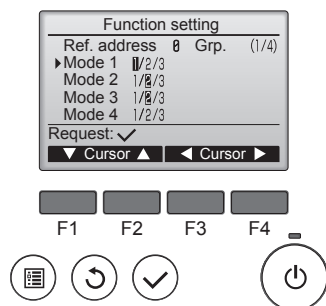 Function setting
Ref. address 0 Grp. (1/4)
Mode 1 1/2/3
Mode 2 1/2/3
Mode 3 1/2/3
Mode 4 1/2/3
Request:✓
▼ Cursor ▲ ◀ Cursor ▶
F1 F2 F3 F4